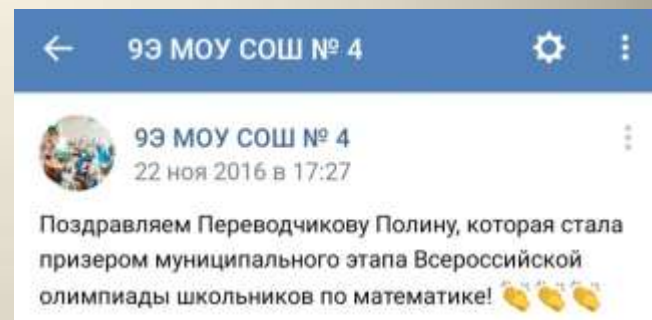 9Э МОУ СОШ № 4
9Э МОУ СОШ № 4
22 ноя 2016 в 17:27
Поздравляем Переводчикову Полину, которая стала
призером муниципального этапа Всероссийской
олимпиады школьников по математике! 👏👏👏